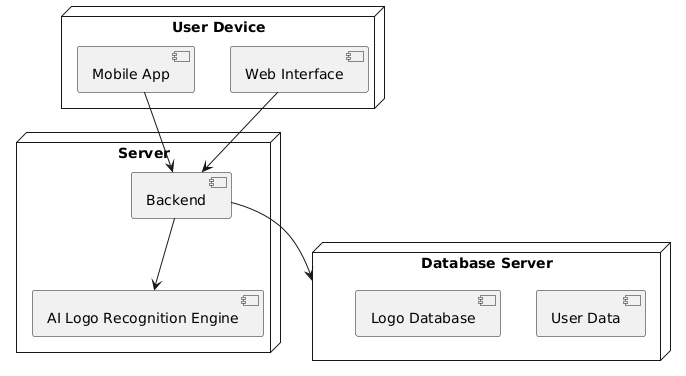 User Device
Mobile App
Web Interface
Server
Backend
AI Logo Recognition Engine
Database Server
Logo Database
User Data